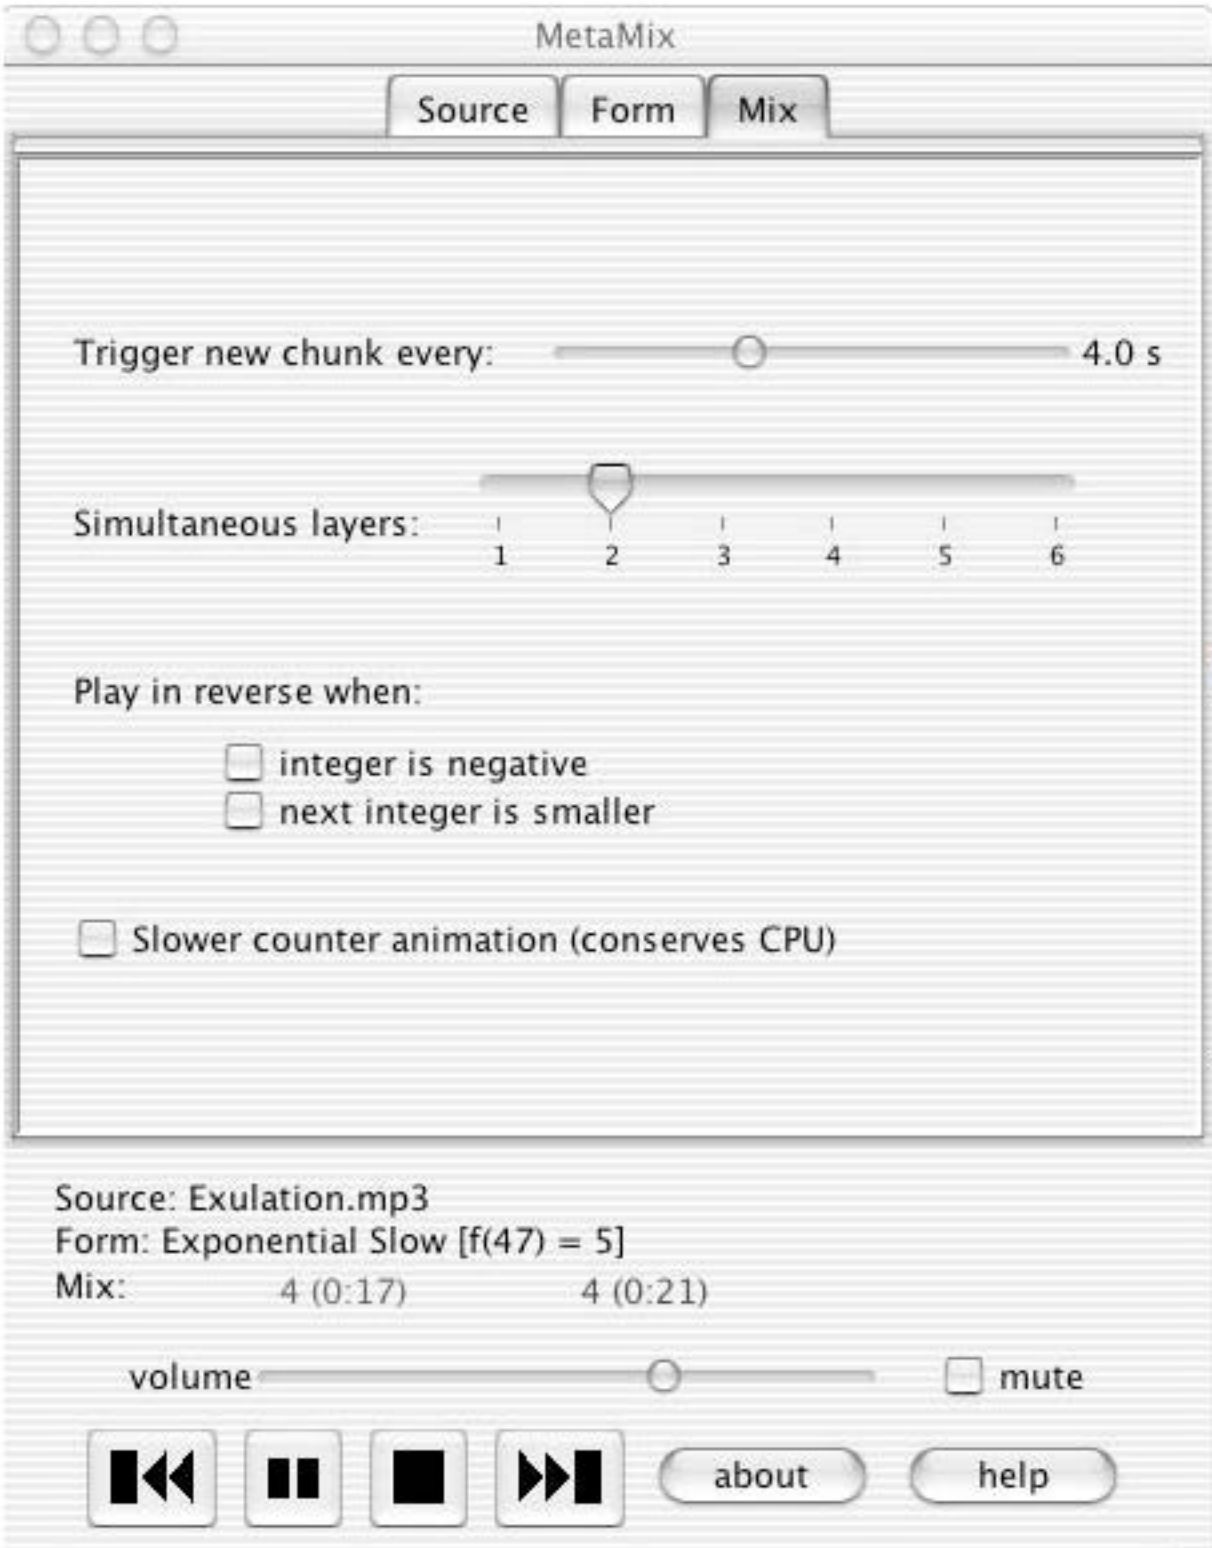 MetaMix
Source Form Mix
Trigger new chunk every: 4.0 s
Simultaneous layers:
1 2 3 4 5 6
Play in reverse when:
integer is negative
next integer is smaller
Slower counter animation (conserves CPU)
Source: Exulation.mp3
Form: Exponential Slow [f(47) = 5]
Mix: 4 (0:17) 4 (0:21)
volume mute
about help